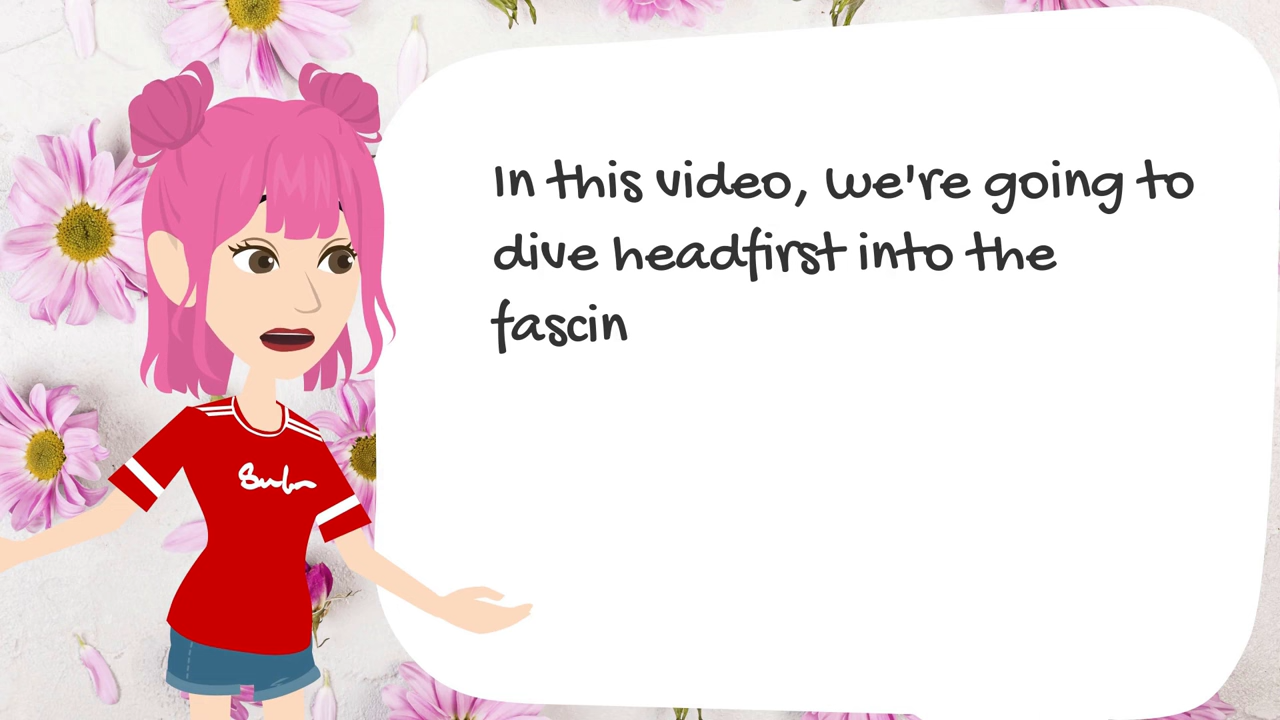 In this video, we're going to
dive headfirst into the
fascin